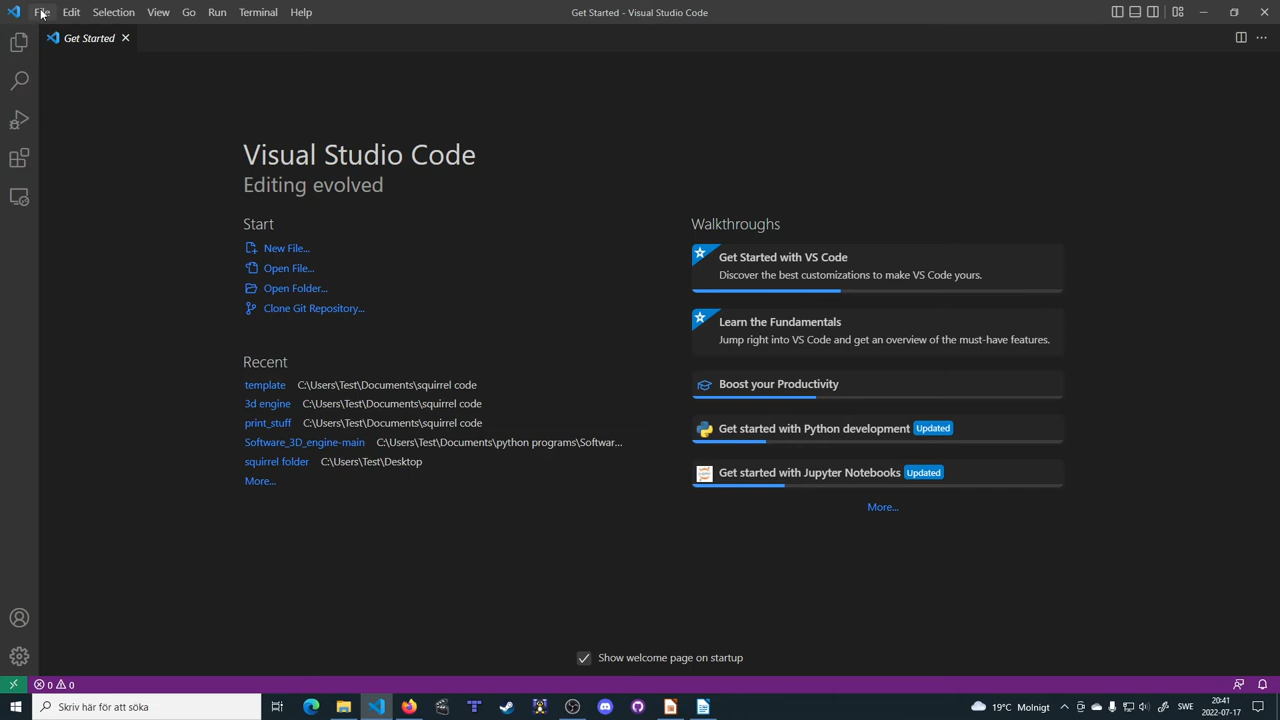 File Edit Selection View Go Run Terminal Help
Get Started - Visual Studio Code
Get Started
Visual Studio Code
Editing evolved
Start
New File...
Open File...
Open Folder...
Clone Git Repository...
Recent
template C:\Users\Test\Documents\squirrel code
3d engine C:\Users\Test\Documents\squirrel code
print_stuff C:\Users\Test\Documents\squirrel code
Software_3D_engine-main C:\Users\Test\Documents\python programs\Softwar...
squirrel folder C:\Users\Test\Desktop
More...
Walkthroughs
Get Started with VS Code
Discover the best customizations to make VS Code yours.
Learn the Fundamentals
Jump right into VS Code and get an overview of the must-have features.
Boost your Productivity
Get started with Python development Updated
Get started with Jupyter Notebooks Updated
More...
Show welcome page on startup
0 0
Skriv här för att söka
19°C Molnigt
SWE
20:41
2022-07-17